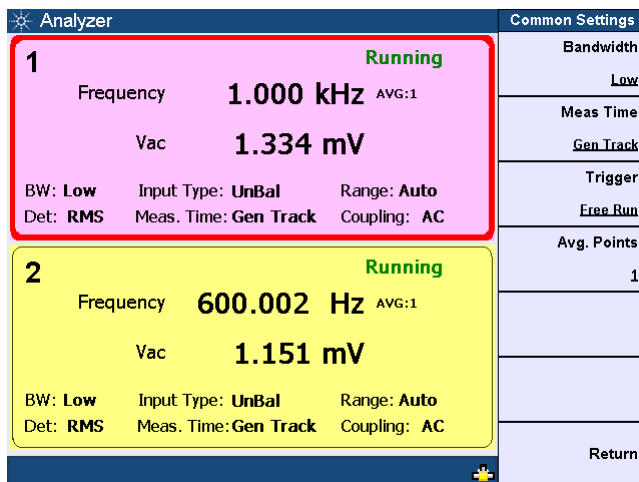 Analyzer
1
Running
Frequency 1.000 kHz AVG:1
Vac 1.334 mV
BW: Low Input Type: UnBal Range: Auto
Det: RMS Meas. Time: Gen Track Coupling: AC
2
Running
Frequency 600.002 Hz AVG:1
Vac 1.151 mV
BW: Low Input Type: UnBal Range: Auto
Det: RMS Meas. Time: Gen Track Coupling: AC
Common Settings
Bandwidth
Low
Meas Time
Gen Track
Trigger
Free Run
Avg. Points
1
Return